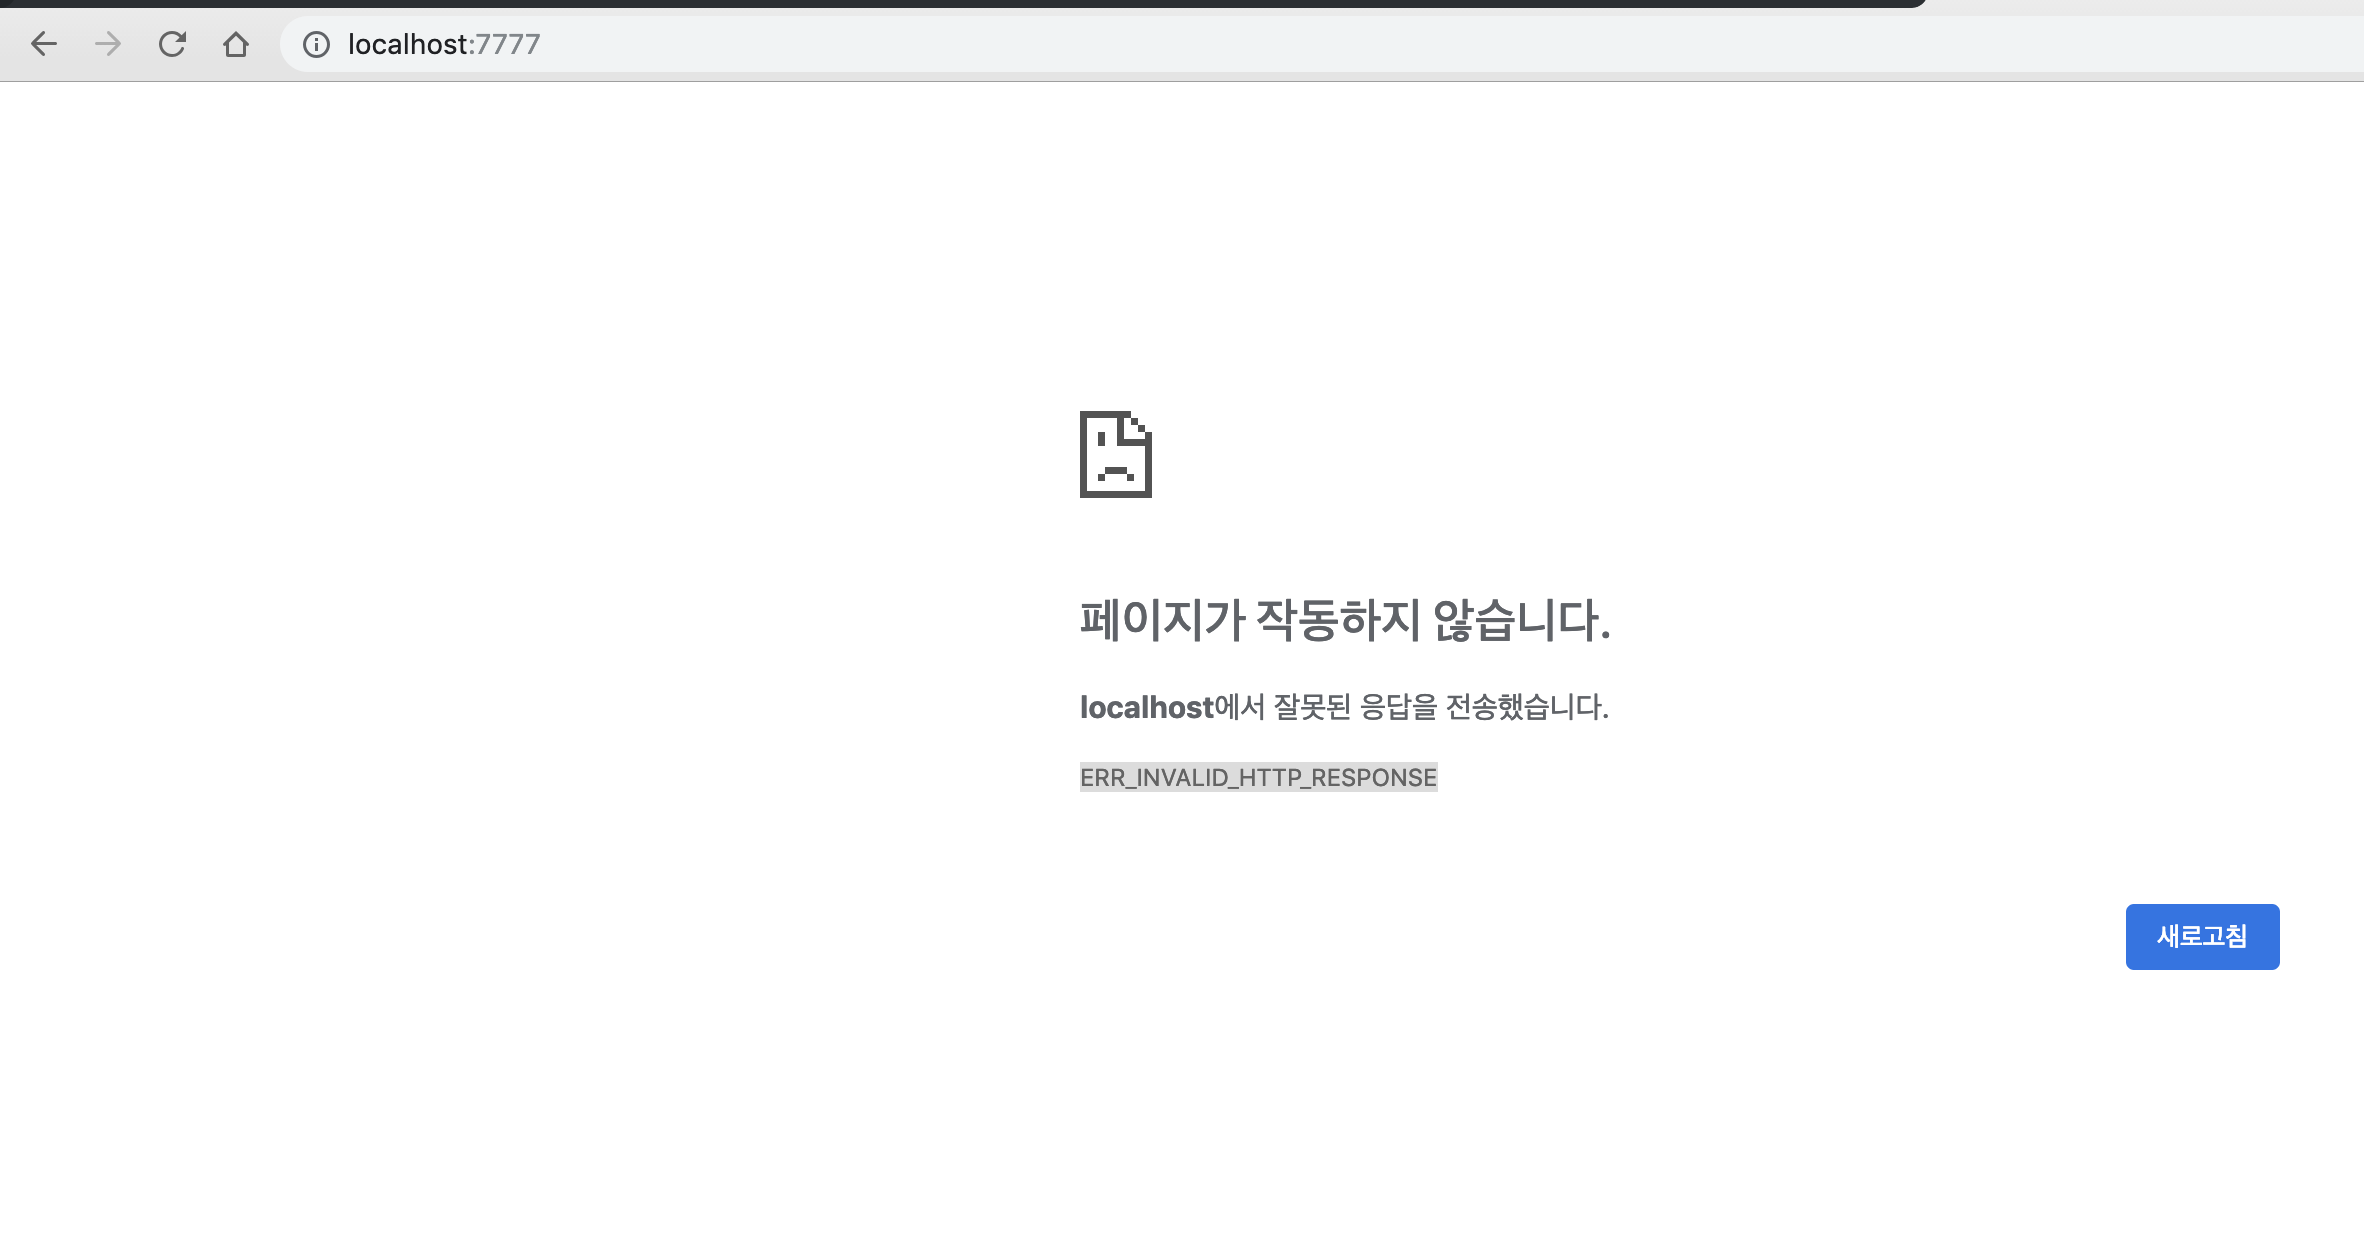 localhost:7777
페이지가 작동하지 않습니다.
localhost에서 잘못된 응답을 전송했습니다.
ERR_INVALID_HTTP_RESPONSE
새로고침